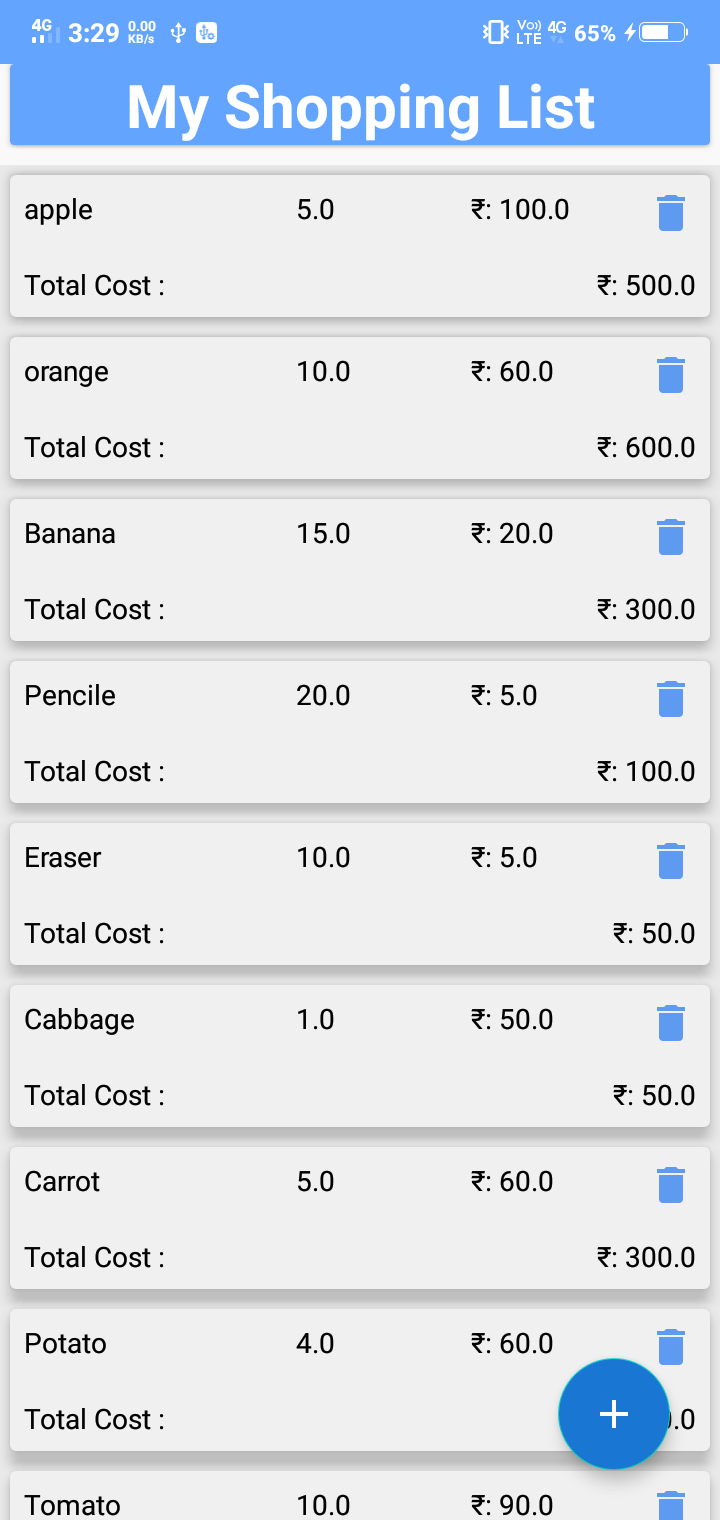 4G 3:29 0.00 KB/s Vo)) LTE 4G 65%
My Shopping List
apple 5.0 ₹: 100.0
Total Cost : ₹: 500.0
orange 10.0 ₹: 60.0
Total Cost : ₹: 600.0
Banana 15.0 ₹: 20.0
Total Cost : ₹: 300.0
Pencile 20.0 ₹: 5.0
Total Cost : ₹: 100.0
Eraser 10.0 ₹: 5.0
Total Cost : ₹: 50.0
Cabbage 1.0 ₹: 50.0
Total Cost : ₹: 50.0
Carrot 5.0 ₹: 60.0
Total Cost : ₹: 300.0
Potato 4.0 ₹: 60.0
Total Cost : .0
Tomato 10.0 ₹: 90.0